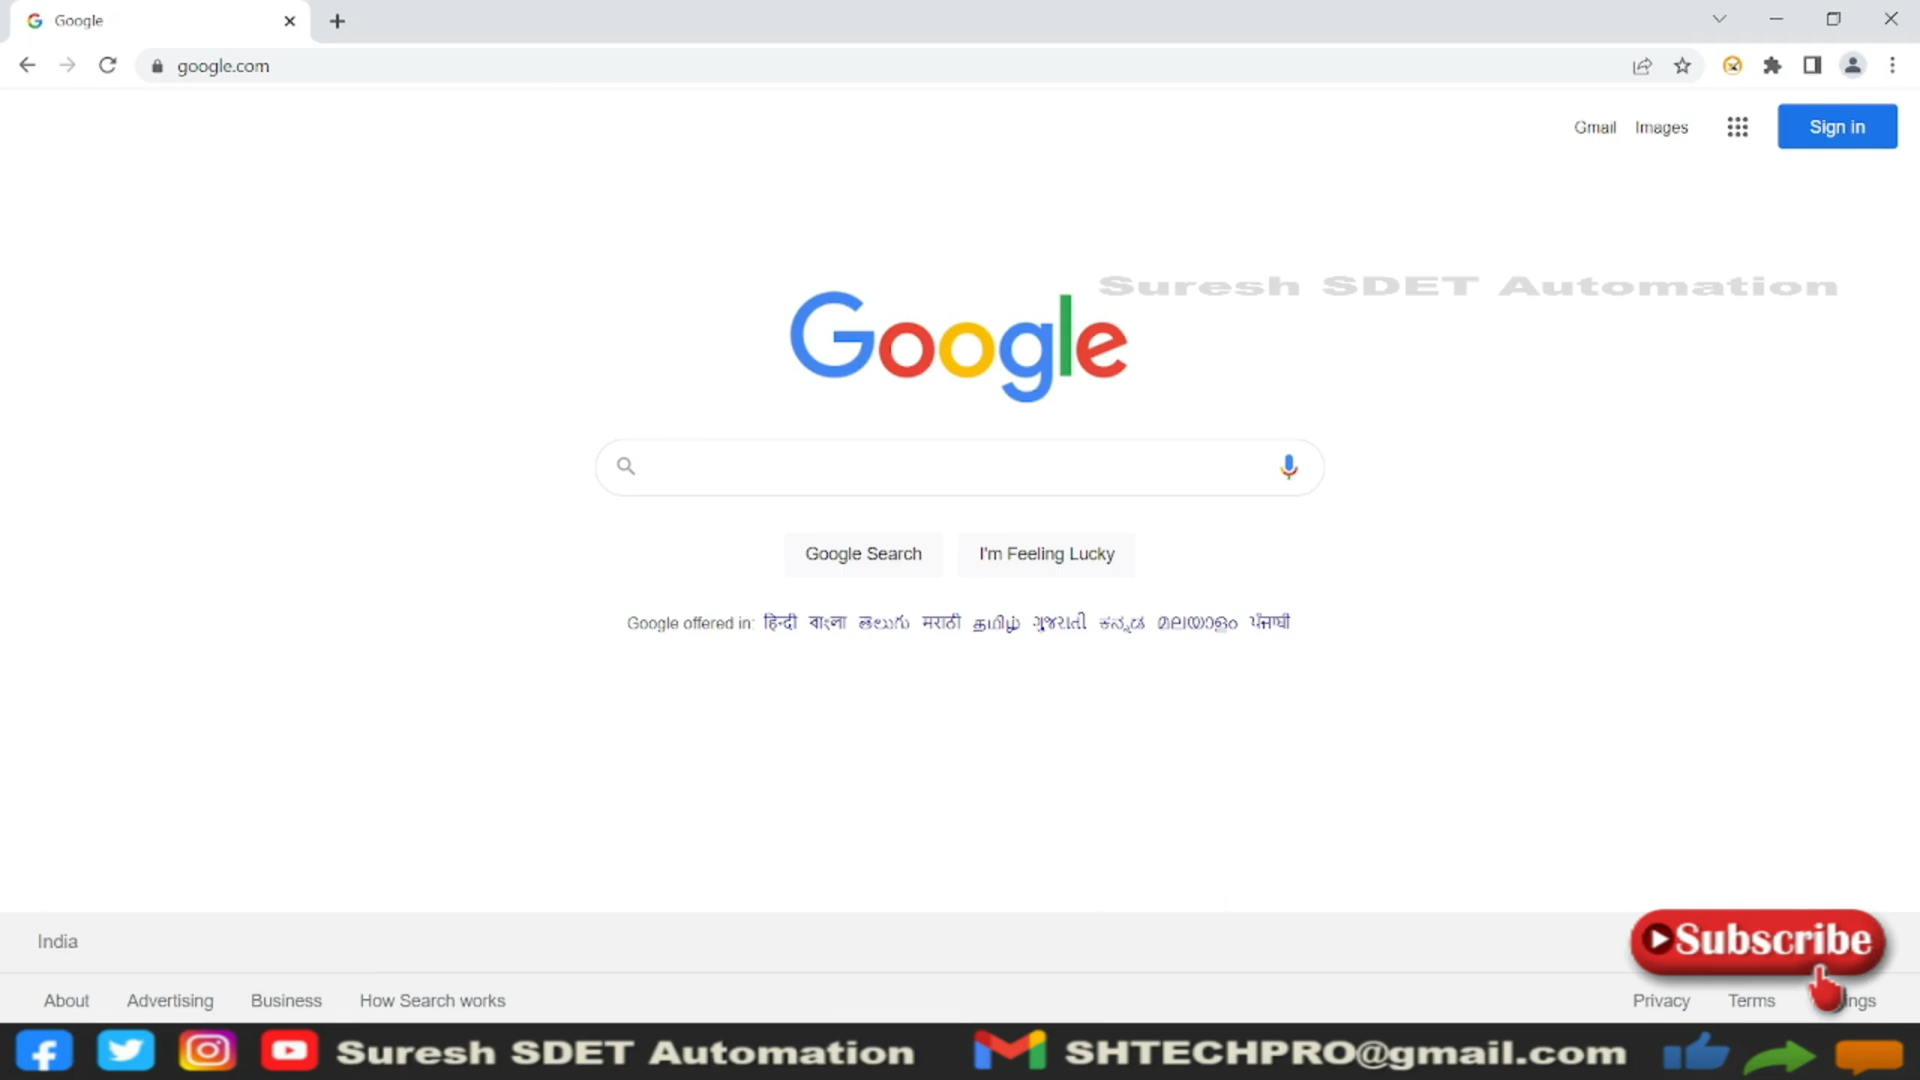 Google
google.com
Gmail Images Sign in
Suresh SDET Automation
Google
Google Search I'm Feeling Lucky
Google offered in: हिन्दी বাংলা తెలుగు मराठी தமிழ் ગુજરાતી ಕನ್ನಡ മലയാളം ਪੰਜਾਬੀ
India
Subscribe
About Advertising Business How Search works Privacy Terms
Suresh SDET Automation SHTECHPRO@gmail.com